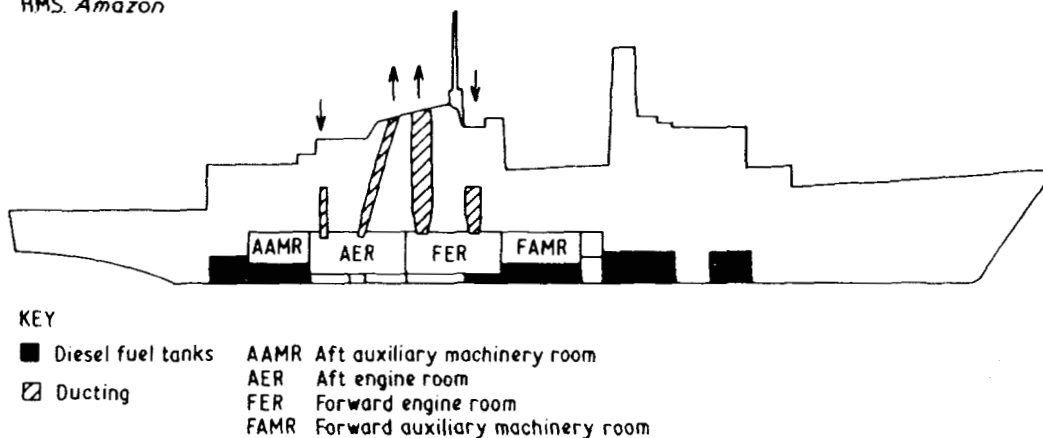 HMS. Amazon
AAMR AER FER FAMR
KEY
Diesel fuel tanks AAMR Aft auxiliary machinery room
AER Aft engine room
Ducting FER Forward engine room
FAMR Forward auxiliary machinery room